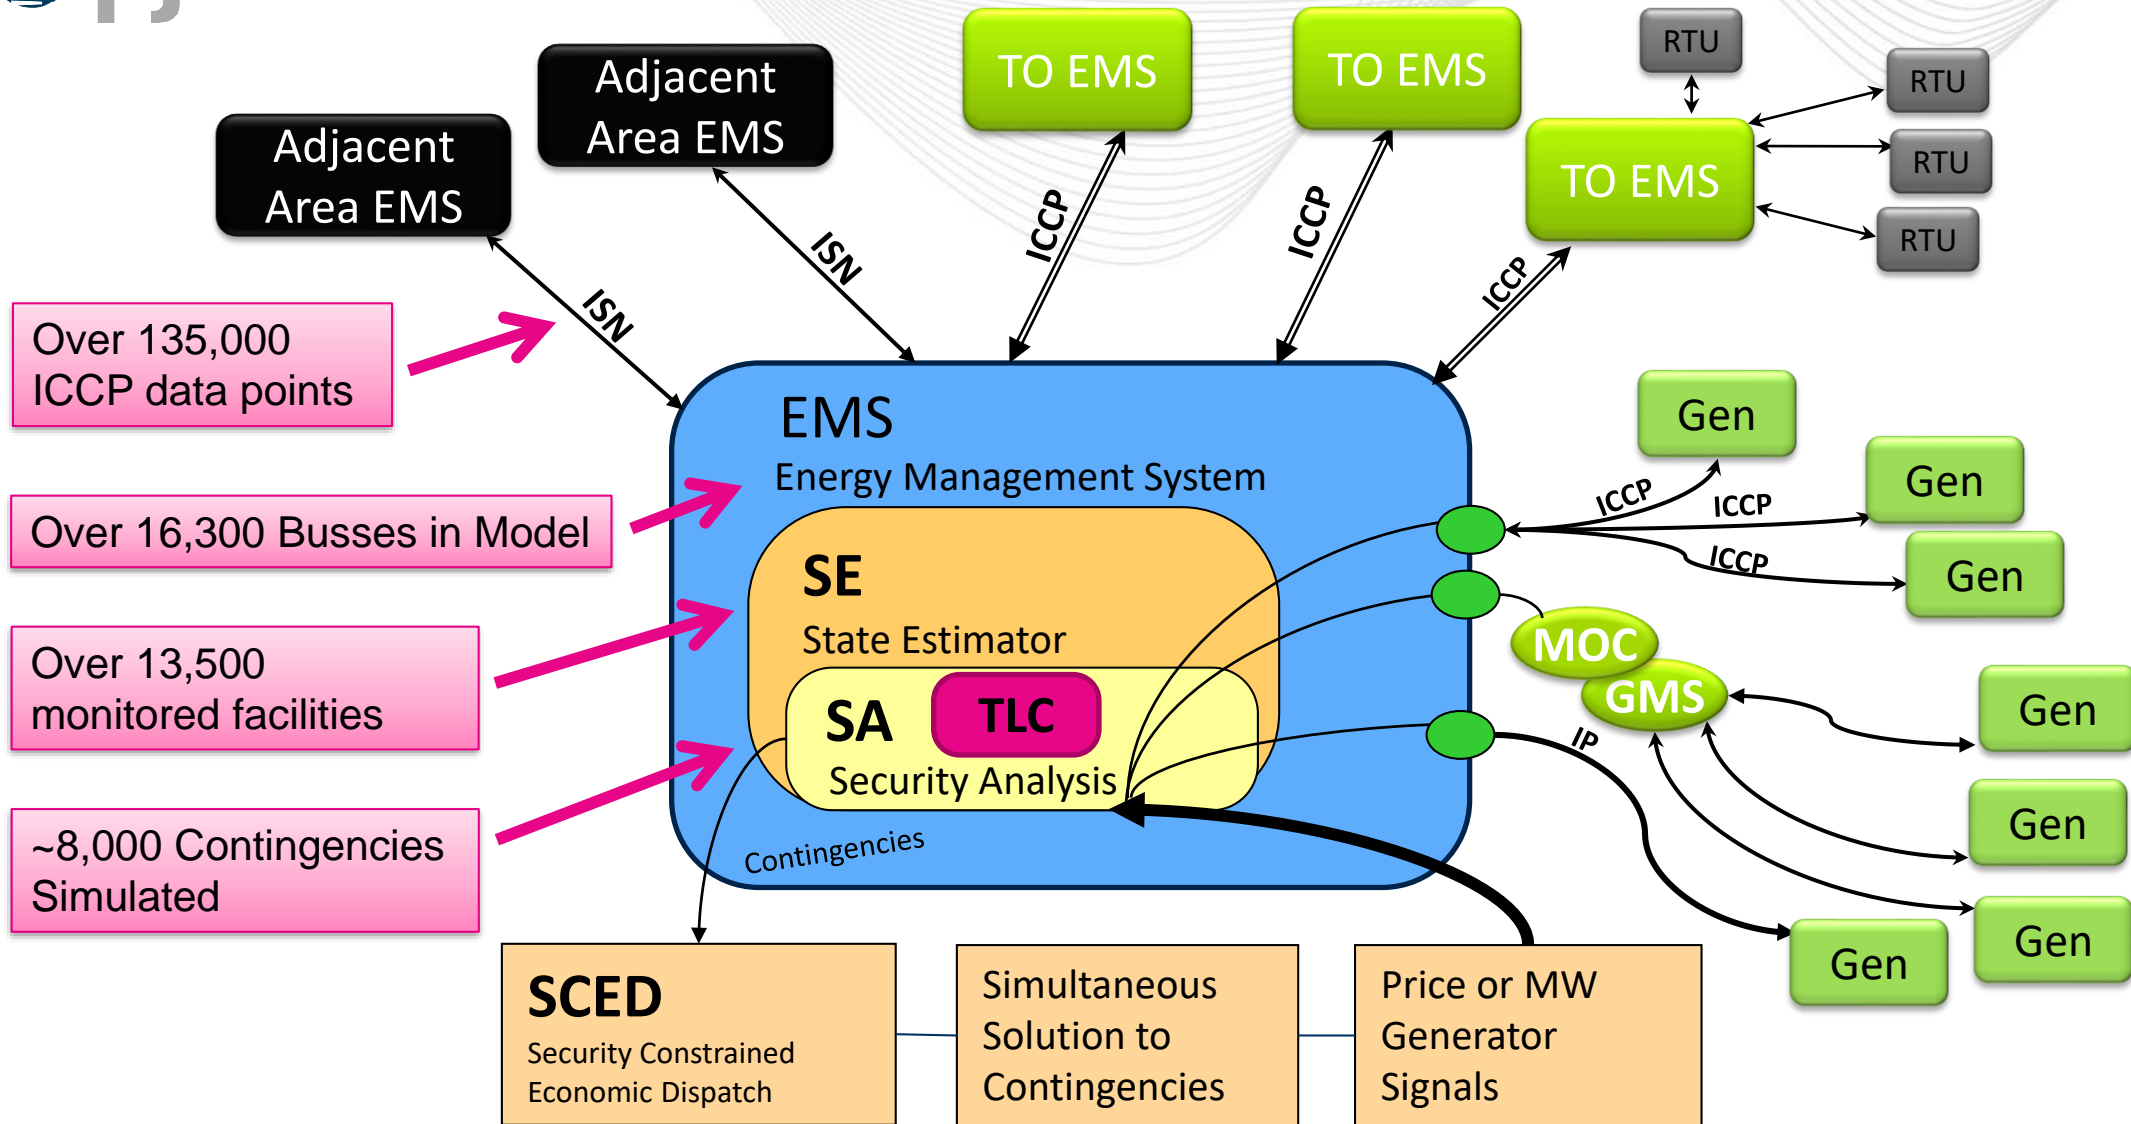 Adjacent
Area EMS
Adjacent
Area EMS
TO EMS
TO EMS
TO EMS
RTU
RTU
RTU
RTU
ISN
ISN
ICCP
ICCP
ICCP
Over 135,000
ICCP data points
Over 16,300 Busses in Model
Over 13,500
monitored facilities
~8,000 Contingencies
Simulated
EMS
Energy Management System
SE
State Estimator
SA
TLC
Security Analysis
Contingencies
ICCP
ICCP
ICCP
Gen
Gen
Gen
MOC
GMS
IP
Gen
Gen
Gen
Gen
SCED
Security Constrained
Economic Dispatch
Simultaneous
Solution to
Contingencies
Price or MW
Generator
Signals